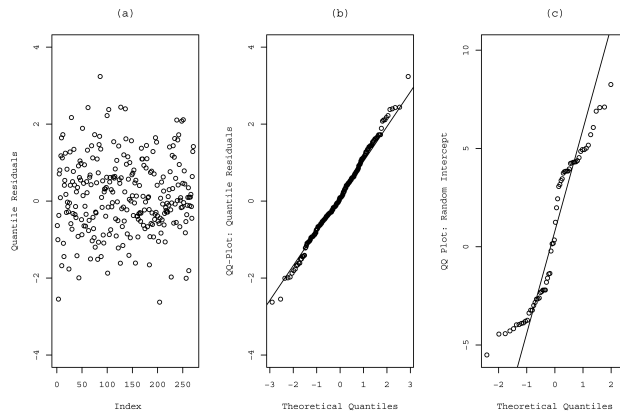 (a)
Quantile Residuals
4
2
0
−2
−4
0 50 100 150 200 250
Index
(b)
QQ-Plot: Quantile Residuals
4
2
0
−2
−4
−3 −2 −1 0 1 2 3
Theoretical Quantiles
(c)
QQ Plot: Random Intercept
10
5
0
−5
−2 −1 0 1 2
Theoretical Quantiles